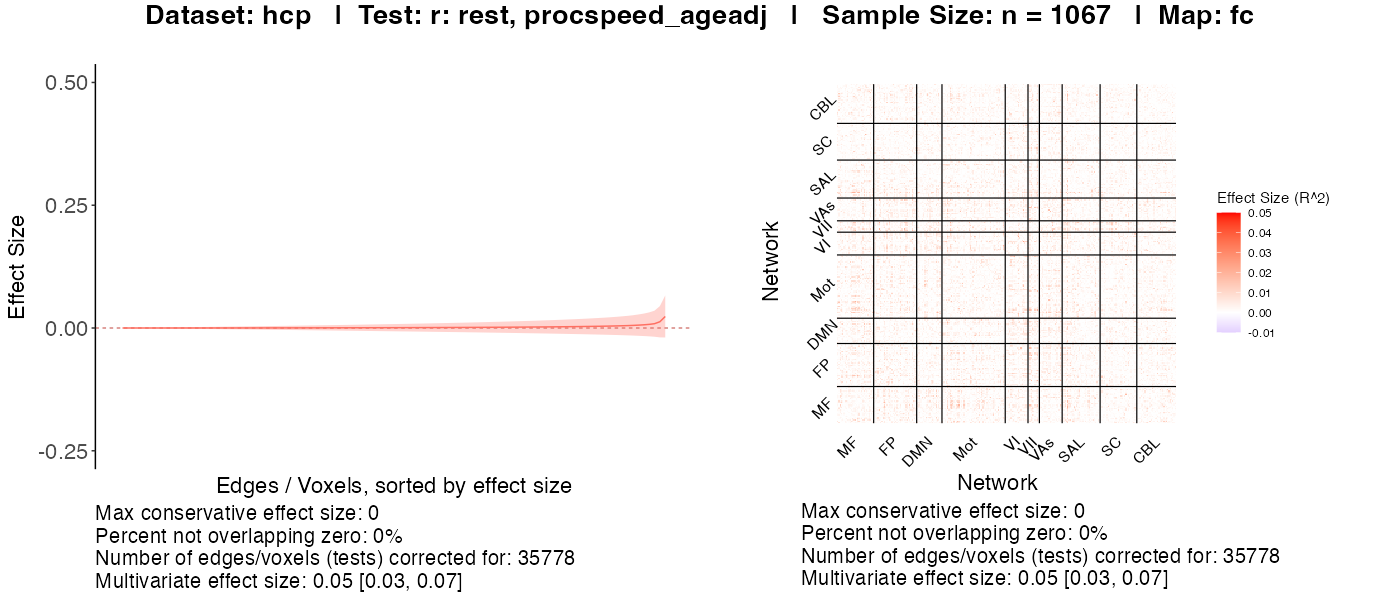 Dataset: hcp | Test: r: rest, procspeed_ageadj | Sample Size: n = 1067 | Map: fc
0.50
0.25
0.00
-0.25
Effect Size
Edges / Voxels, sorted by effect size
Max conservative effect size: 0
Percent not overlapping zero: 0%
Number of edges/voxels (tests) corrected for: 35778
Multivariate effect size: 0.05 [0.03, 0.07]
Network
CBL
SC
SAL
VAs
VII
VI
Mot
DMN
FP
MF
MF
FP
DMN
Mot
VI
VII
VAs
SAL
SC
CBL
Network
Effect Size (R^2)
0.05
0.04
0.03
0.02
0.01
0.00
-0.01
Max conservative effect size: 0
Percent not overlapping zero: 0%
Number of edges/voxels (tests) corrected for: 35778
Multivariate effect size: 0.05 [0.03, 0.07]